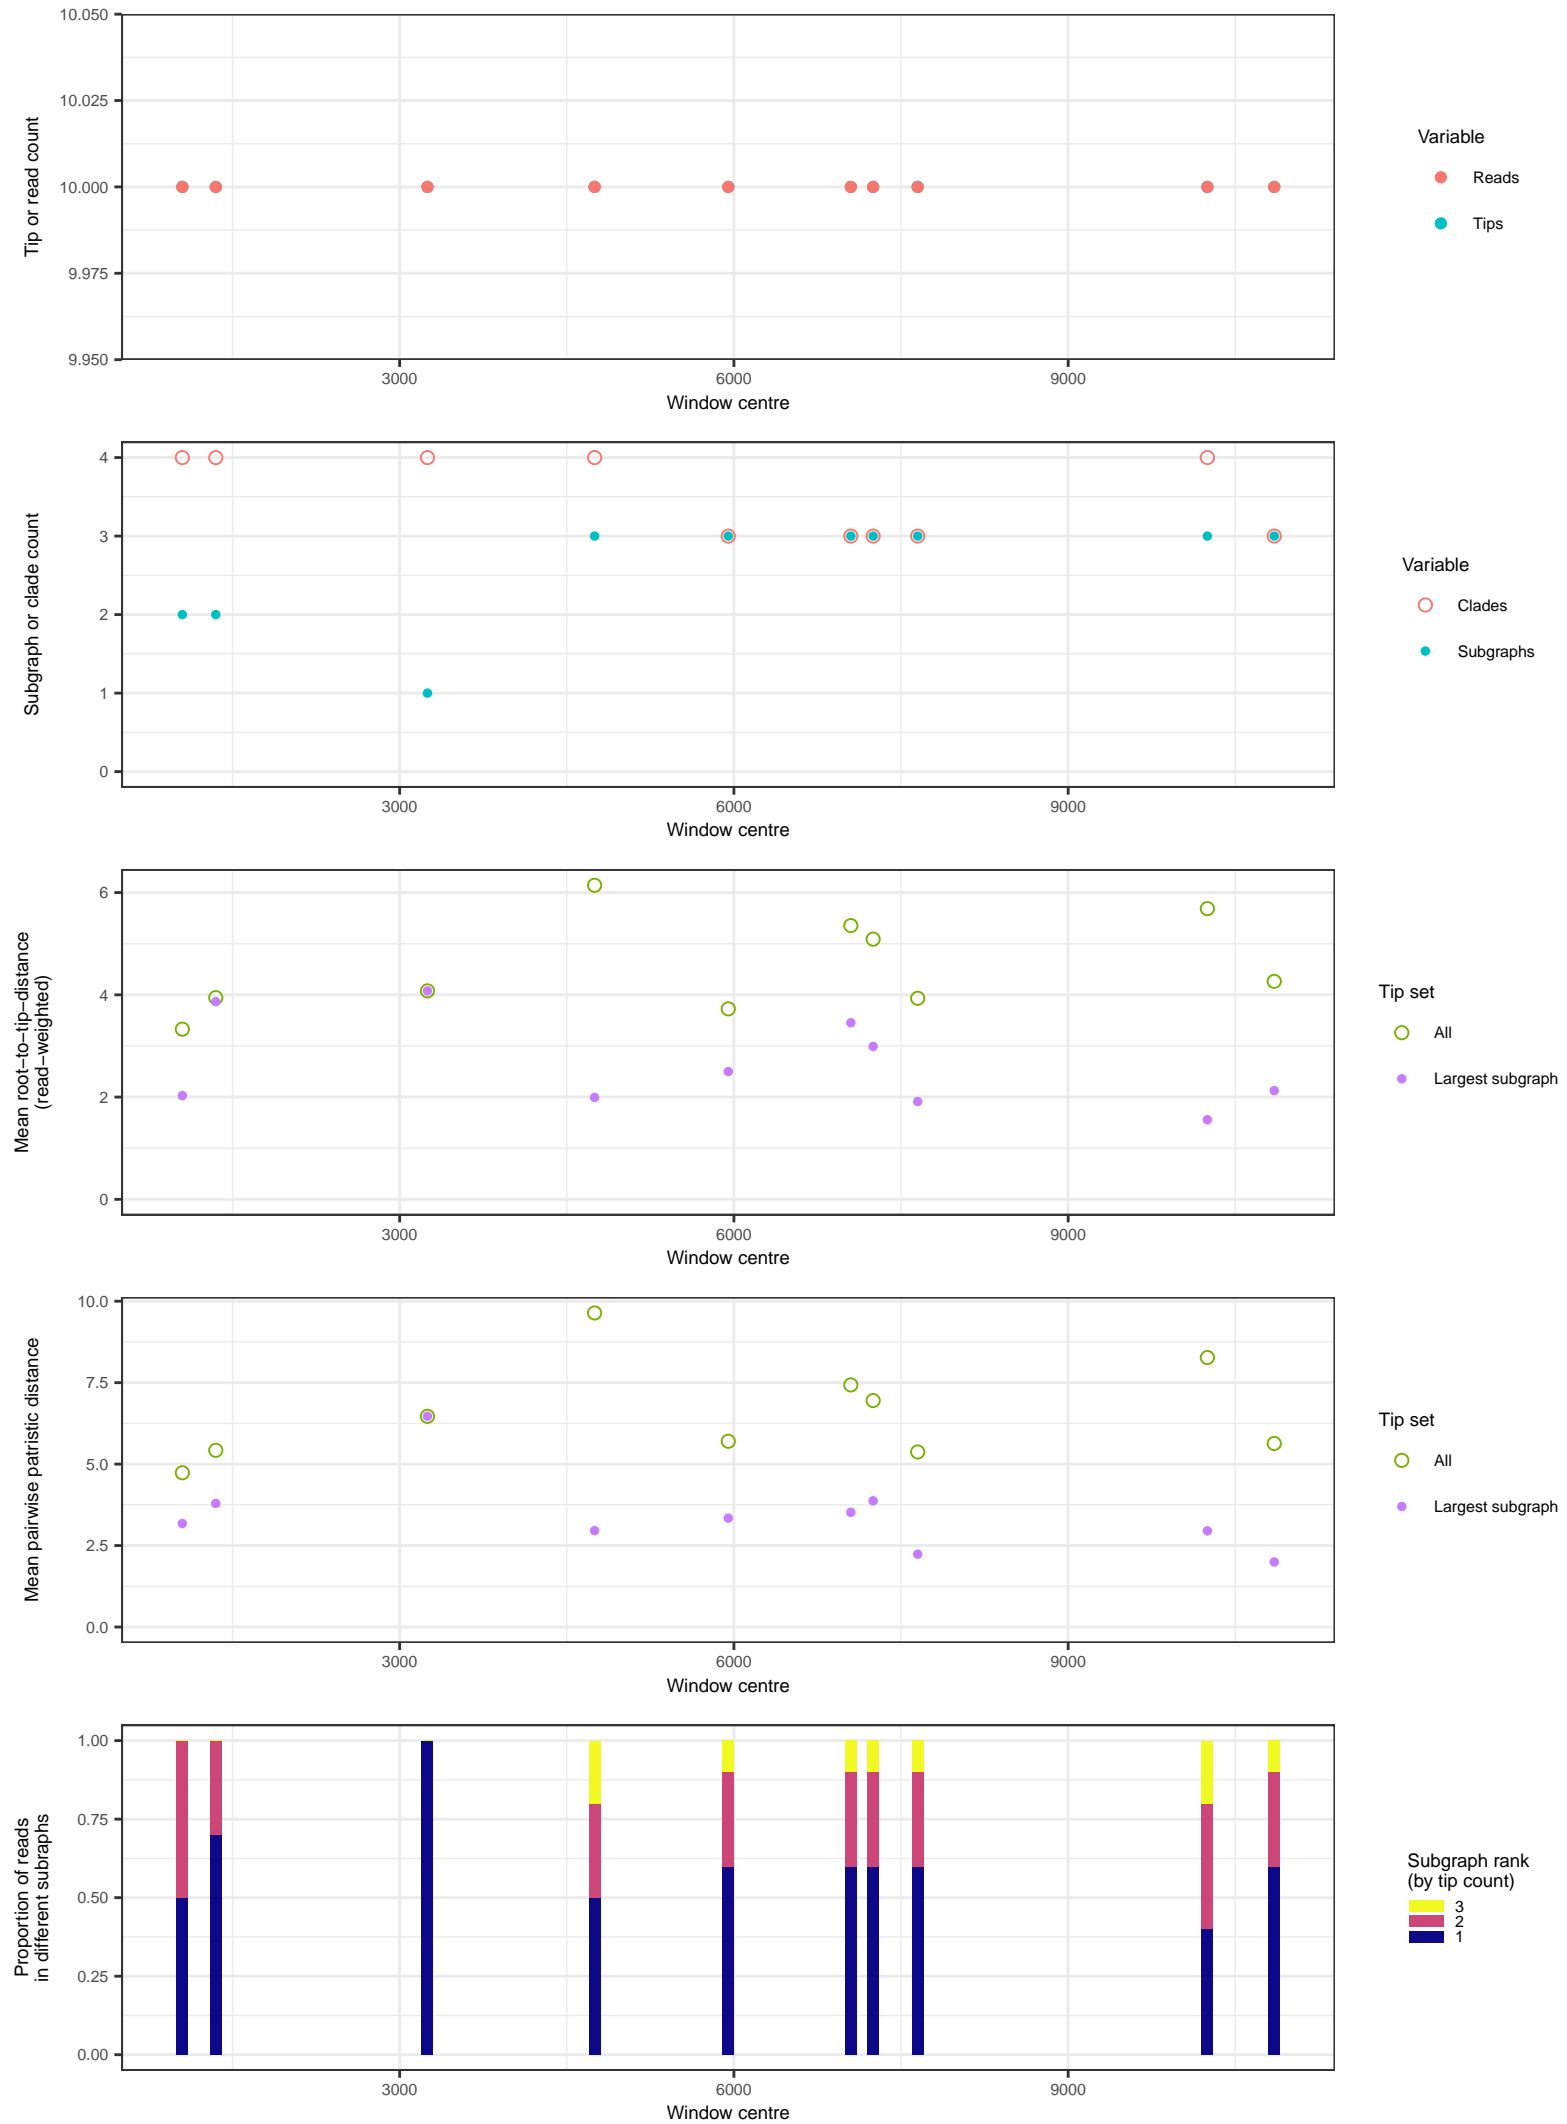 10.050
10.025
10.000
9.975
9.950
Tip or read count
3000 6000 9000
Window centre
Variable
Reads
Tips
4
3
2
1
0
Subgraph or clade count
3000 6000 9000
Window centre
Variable
Clades
Subgraphs
6
4
2
0
Mean root−to−tip−distance
(read−weighted)
3000 6000 9000
Window centre
Tip set
All
Largest subgraph
10.0
7.5
5.0
2.5
0.0
Mean pairwise patristic distance
3000 6000 9000
Window centre
Tip set
All
Largest subgraph
1.00
0.75
0.50
0.25
0.00
Proportion of reads
in different subraphs
3000 6000 9000
Window centre
Subgraph rank
(by tip count)
3
2
1